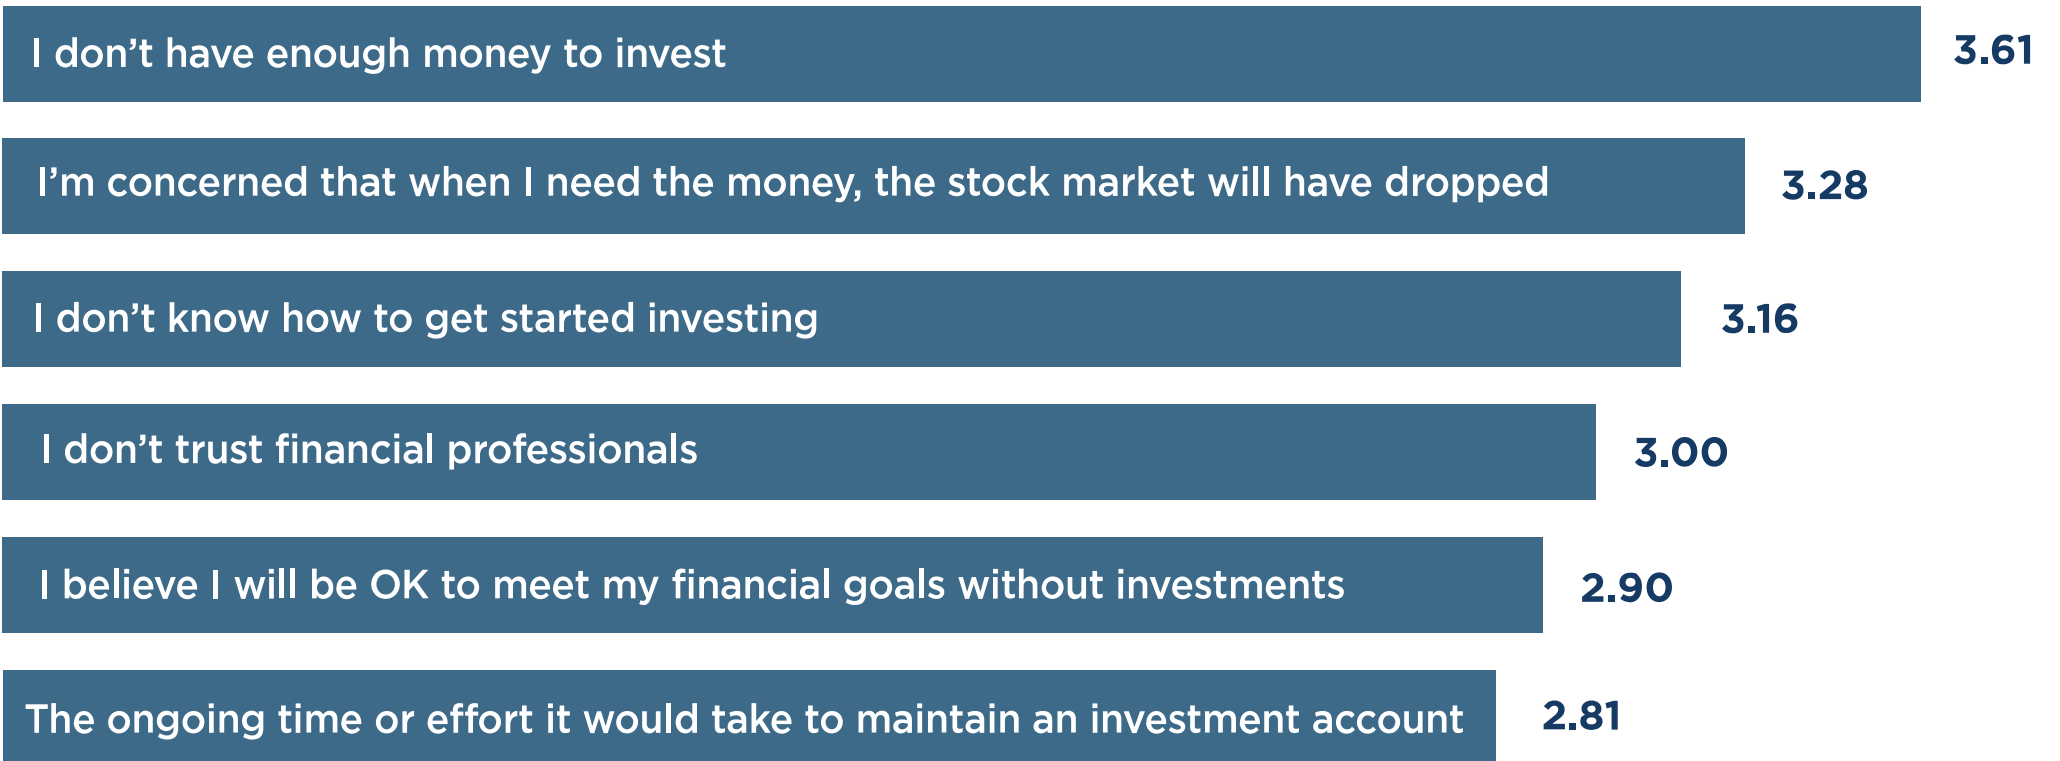 I don’t have enough money to invest 3.61
I’m concerned that when I need the money, the stock market will have dropped 3.28
I don’t know how to get started investing 3.16
I don’t trust financial professionals 3.00
I believe I will be OK to meet my financial goals without investments 2.90
The ongoing time or effort it would take to maintain an investment account 2.81